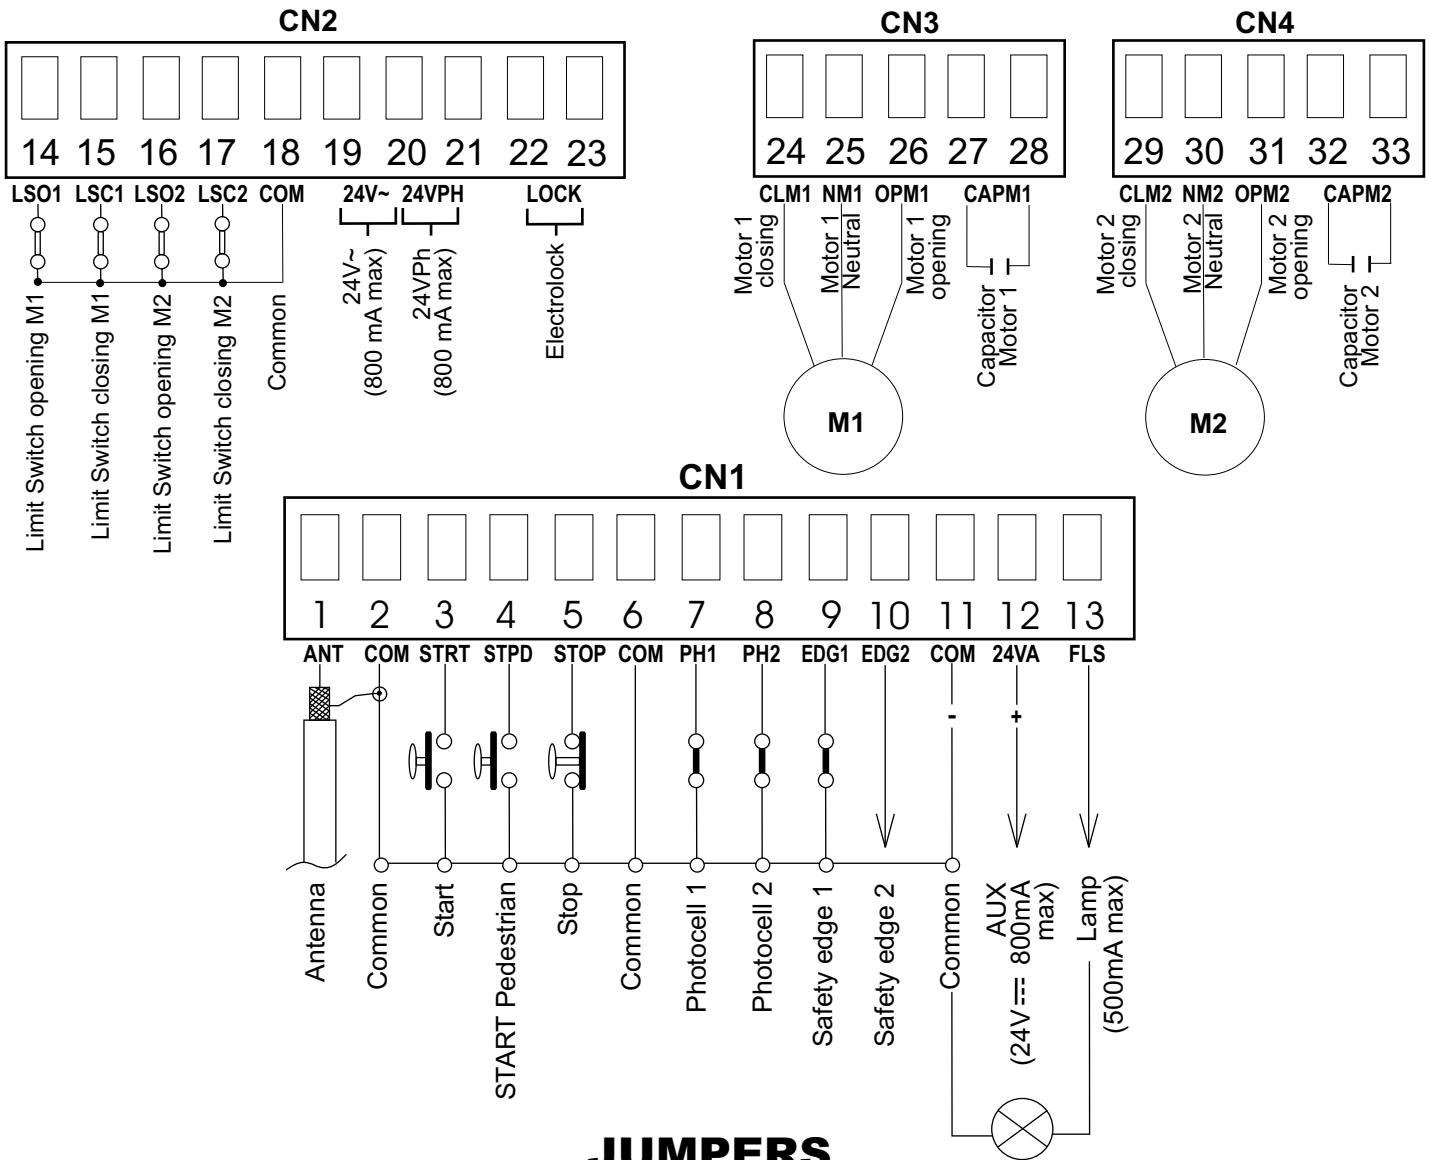 CN2
14 15 16 17 18 19 20 21 22 23
LSO1 LSC1 LSO2 LSC2 COM 24V~ 24VPH LOCK
Limit Switch opening M1
Limit Switch closing M1
Limit Switch opening M2
Limit Switch closing M2
Common
24V~
(800 mA max)
24VPh
(800 mA max)
Electrolock
CN3
24 25 26 27 28
CLM1 NM1 OPM1 CAPM1
Motor 1
closing
Motor 1
Neutral
Motor 1
opening
Capacitor
Motor 1
M1
CN4
29 30 31 32 33
CLM2 NM2 OPM2 CAPM2
Motor 2
closing
Motor 2
Neutral
Motor 2
opening
Capacitor
Motor 2
M2
CN1
1 2 3 4 5 6 7 8 9 10 11 12 13
ANT COM STRT STPD STOP COM PH1 PH2 EDG1 EDG2 COM 24VA FLS
- +
Antenna
Common
Start
START Pedestrian
Stop
Common
Photocell 1
Photocell 2
Safety edge 1
Safety edge 2
Common
AUX
(24V⎓ 800mA
max)
Lamp
(500mA max)
JUMPERS